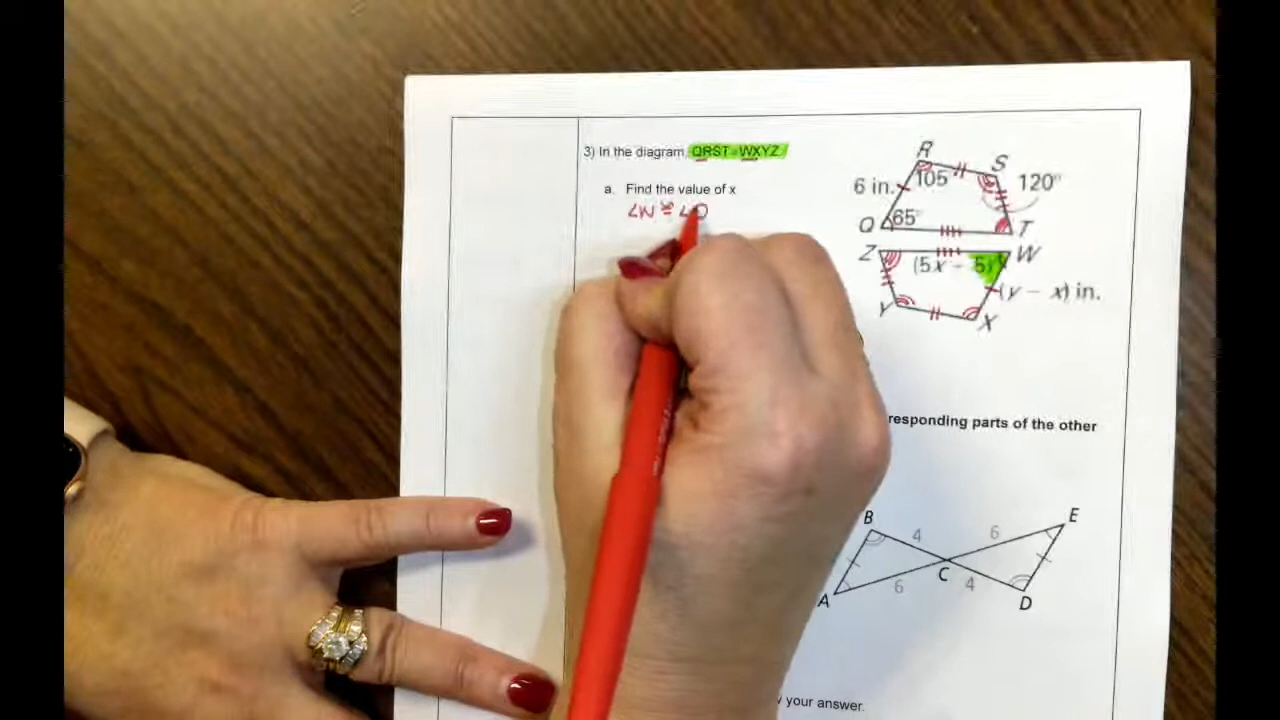 3) In the diagram, QRST ≅ WXYZ.
a. Find the value of x
∠W ≅ ∠Q
R
S
6 in.
105
120°
Q
65°
T
Z
(5x - 5)°
W
(y - x) in.
Y
X
responding parts of the other
B
4
6
E
C
A
6
4
D
your answer.